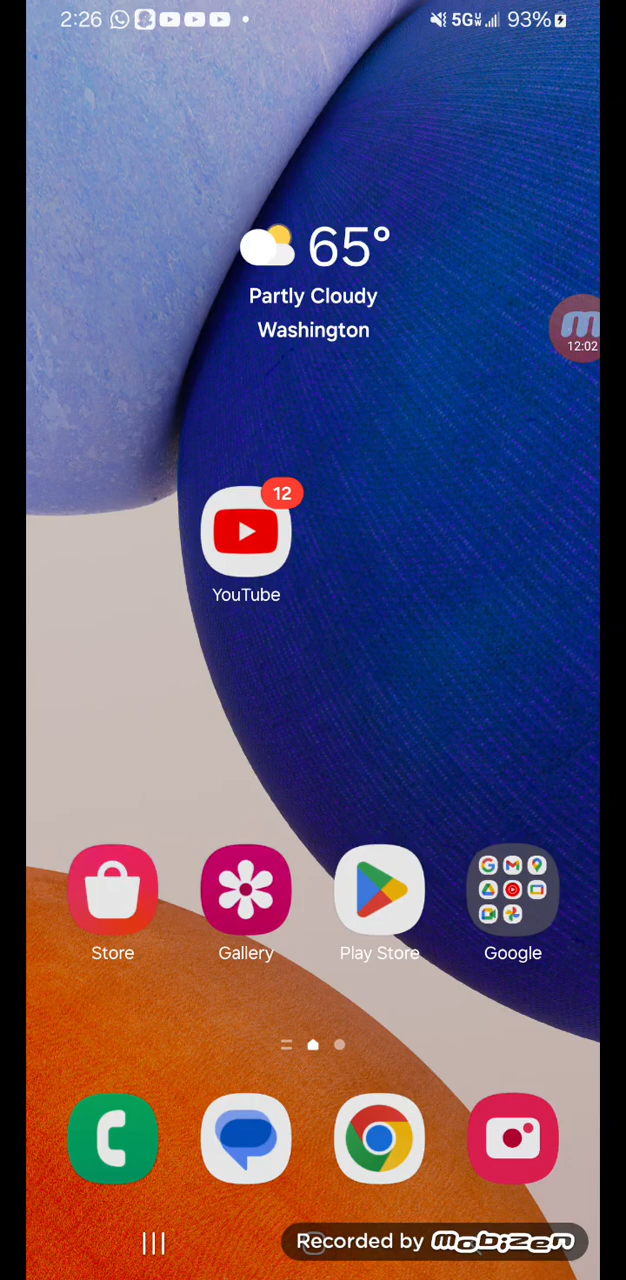 2:26 5G UW 93%
65°
Partly Cloudy
Washington
12:02
12
YouTube
Store Gallery Play Store Google
Recorded by mobizen